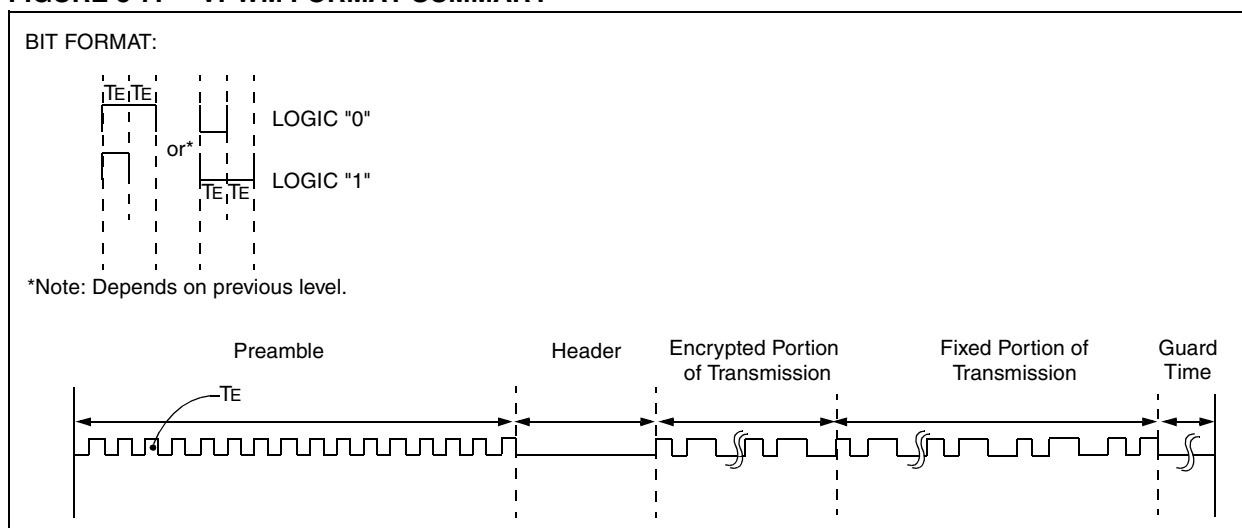 BIT FORMAT:
TE TE
LOGIC "0"
or*
LOGIC "1"
TE TE
*Note: Depends on previous level.
Preamble
Header
Encrypted Portion
of Transmission
Fixed Portion of
Transmission
Guard
Time
TE